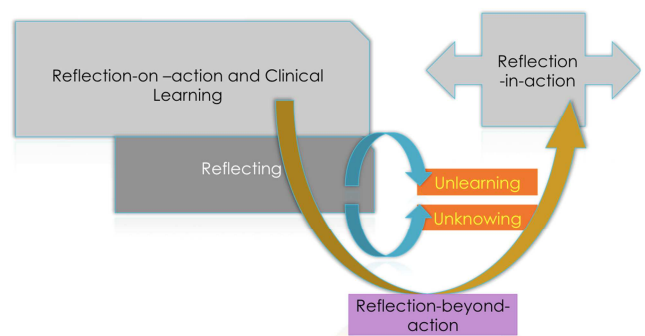 Reflection-on –action and Clinical
Learning
Reflection
-in-action
Reflecting
Unlearning
Unknowing
Reflection-beyond-
action